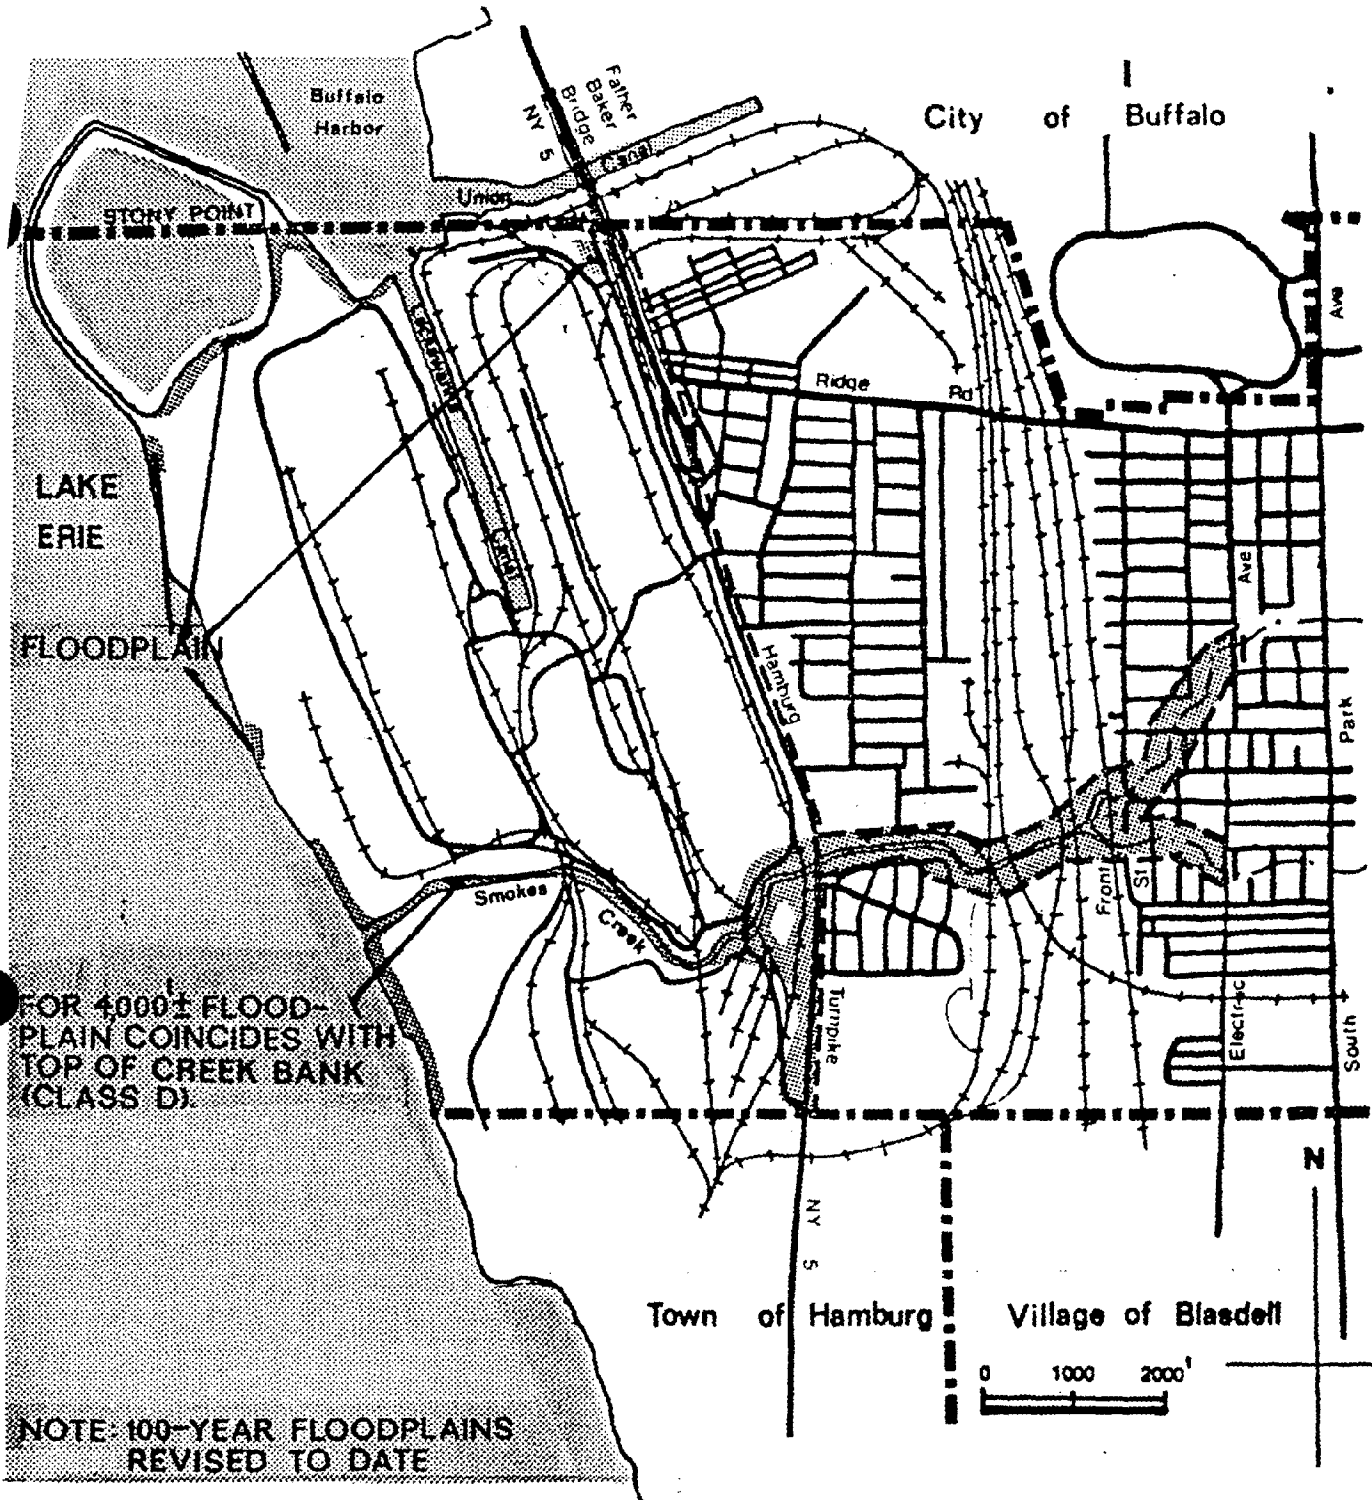 Buffalo
Harbor
Father
Baker
Bridge
NY 5
City of Buffalo
Canal
Union
STONY POINT
Ave
Lackawanna
Canal
Ridge
Rd
LAKE
ERIE
FLOODPLAIN
Ave
Hamburg
Park
Smokes
Creek
Front
St
FOR 4000'± FLOOD-
PLAIN COINCIDES WITH
TOP OF CREEK BANK
(CLASS D).
Turnpike
Electric
South
N
NY 5
Town of Hamburg
Village of Blasdell
0 1000 2000'
NOTE: 100-YEAR FLOODPLAINS
REVISED TO DATE